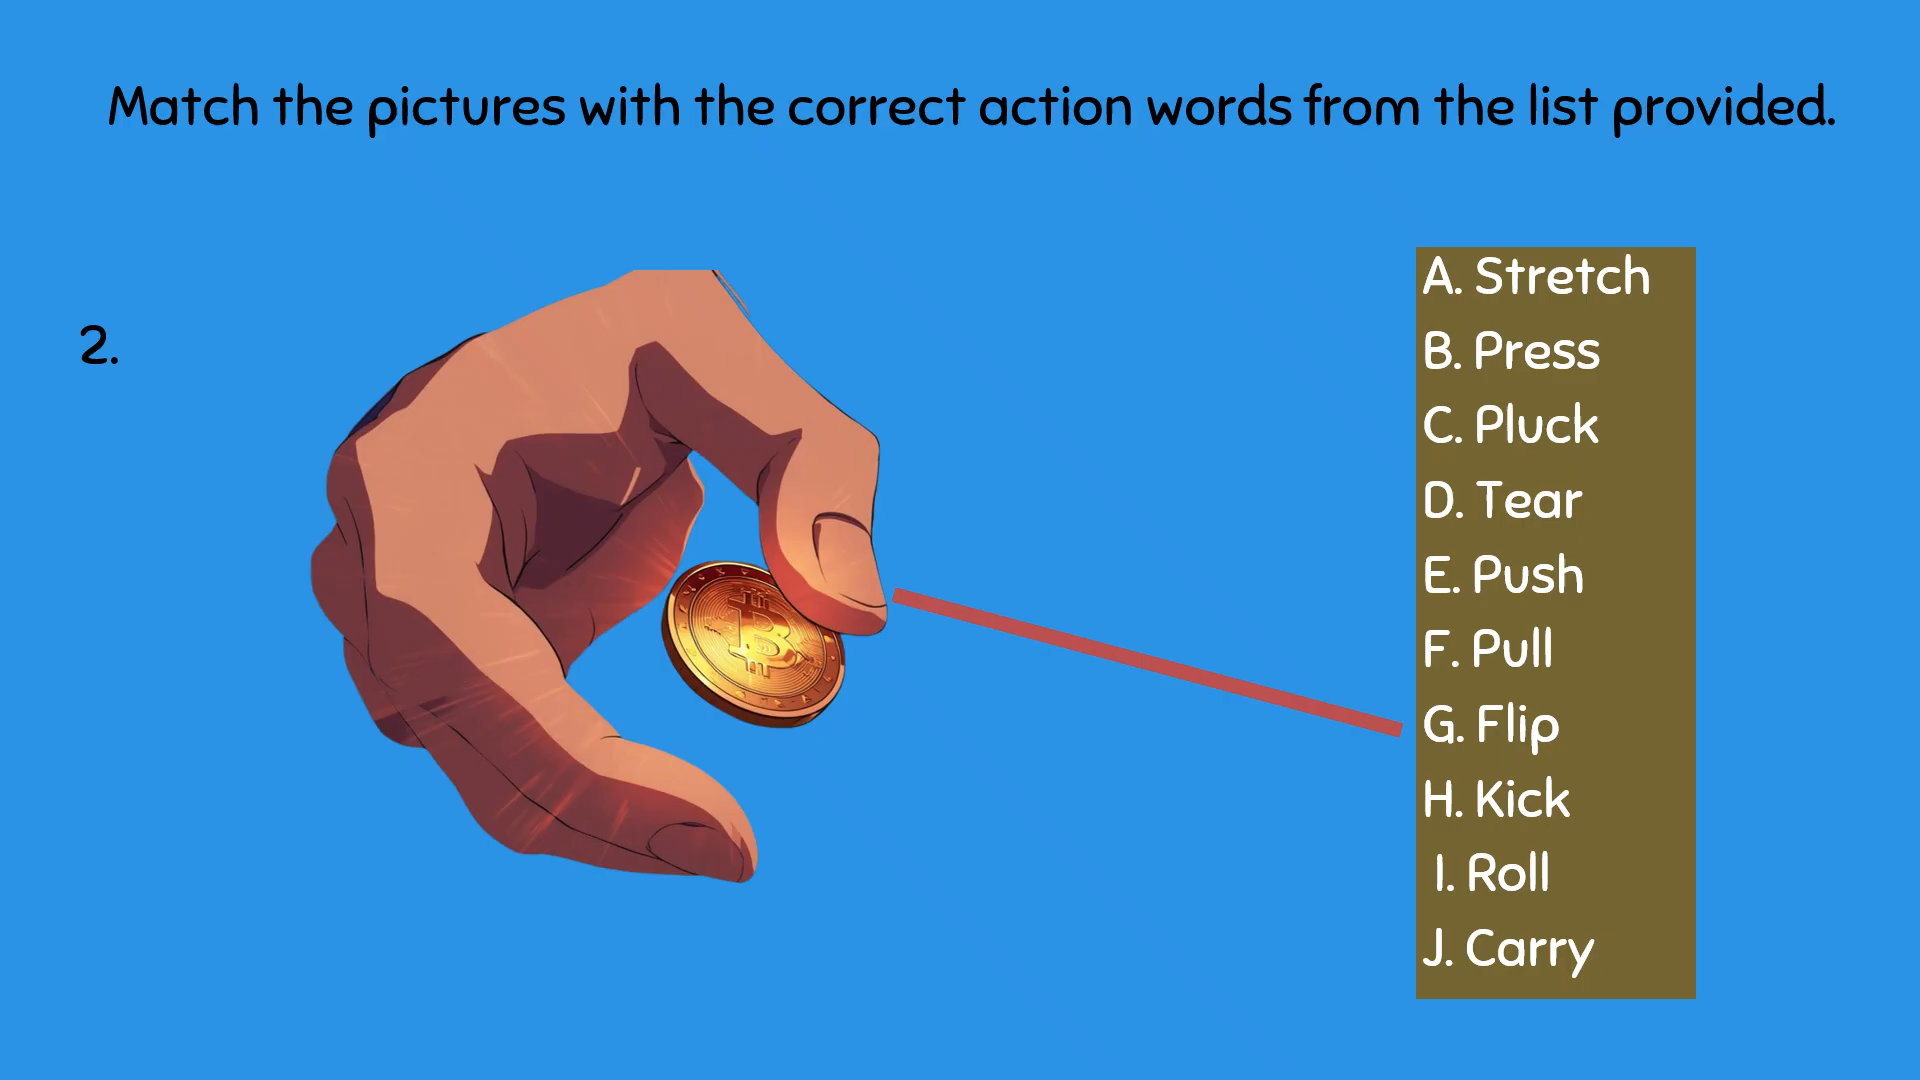 Match the pictures with the correct action words from the list provided.
2.
A. Stretch
B. Press
C. Pluck
D. Tear
E. Push
F. Pull
G. Flip
H. Kick
I. Roll
J. Carry